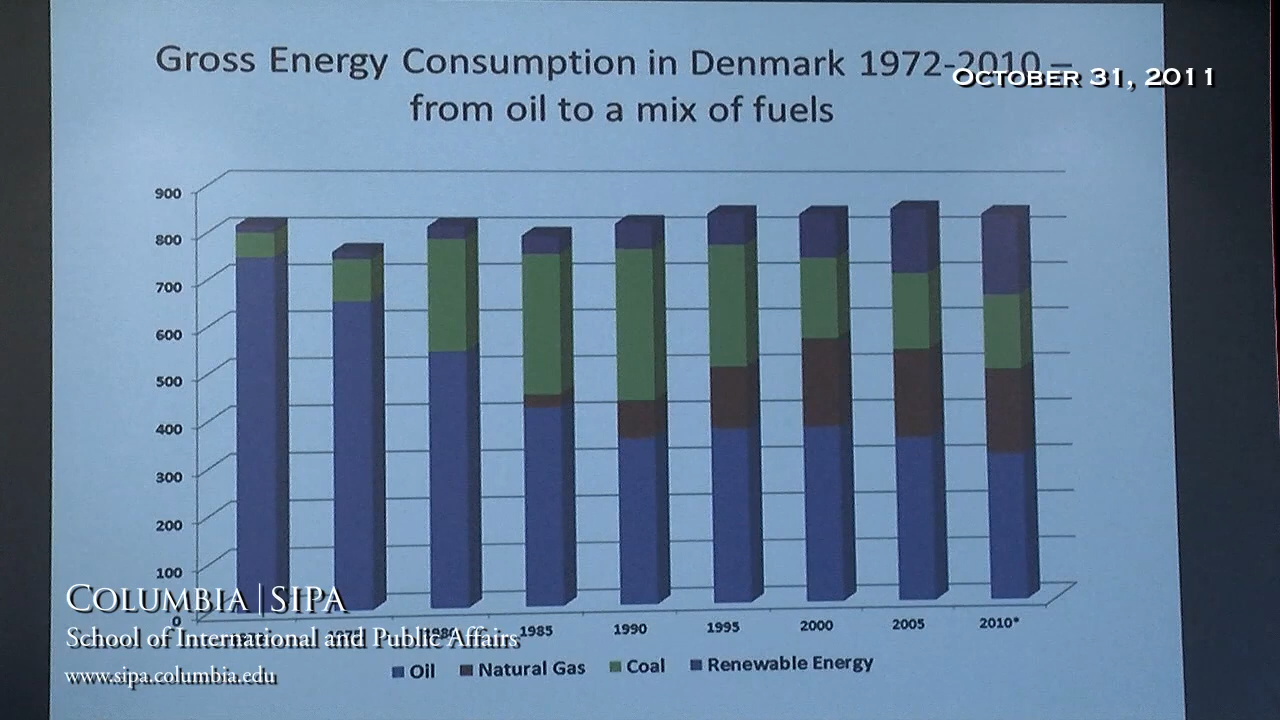 Gross Energy Consumption in Denmark 1972-2010 –
from oil to a mix of fuels
OCTOBER 31, 2011
900
800
700
600
500
400
300
200
100
0
1980 1985 1990 1995 2000 2005 2010*
Oil Natural Gas Coal Renewable Energy
COLUMBIA | SIPA
School of International and Public Affairs
www.sipa.columbia.edu